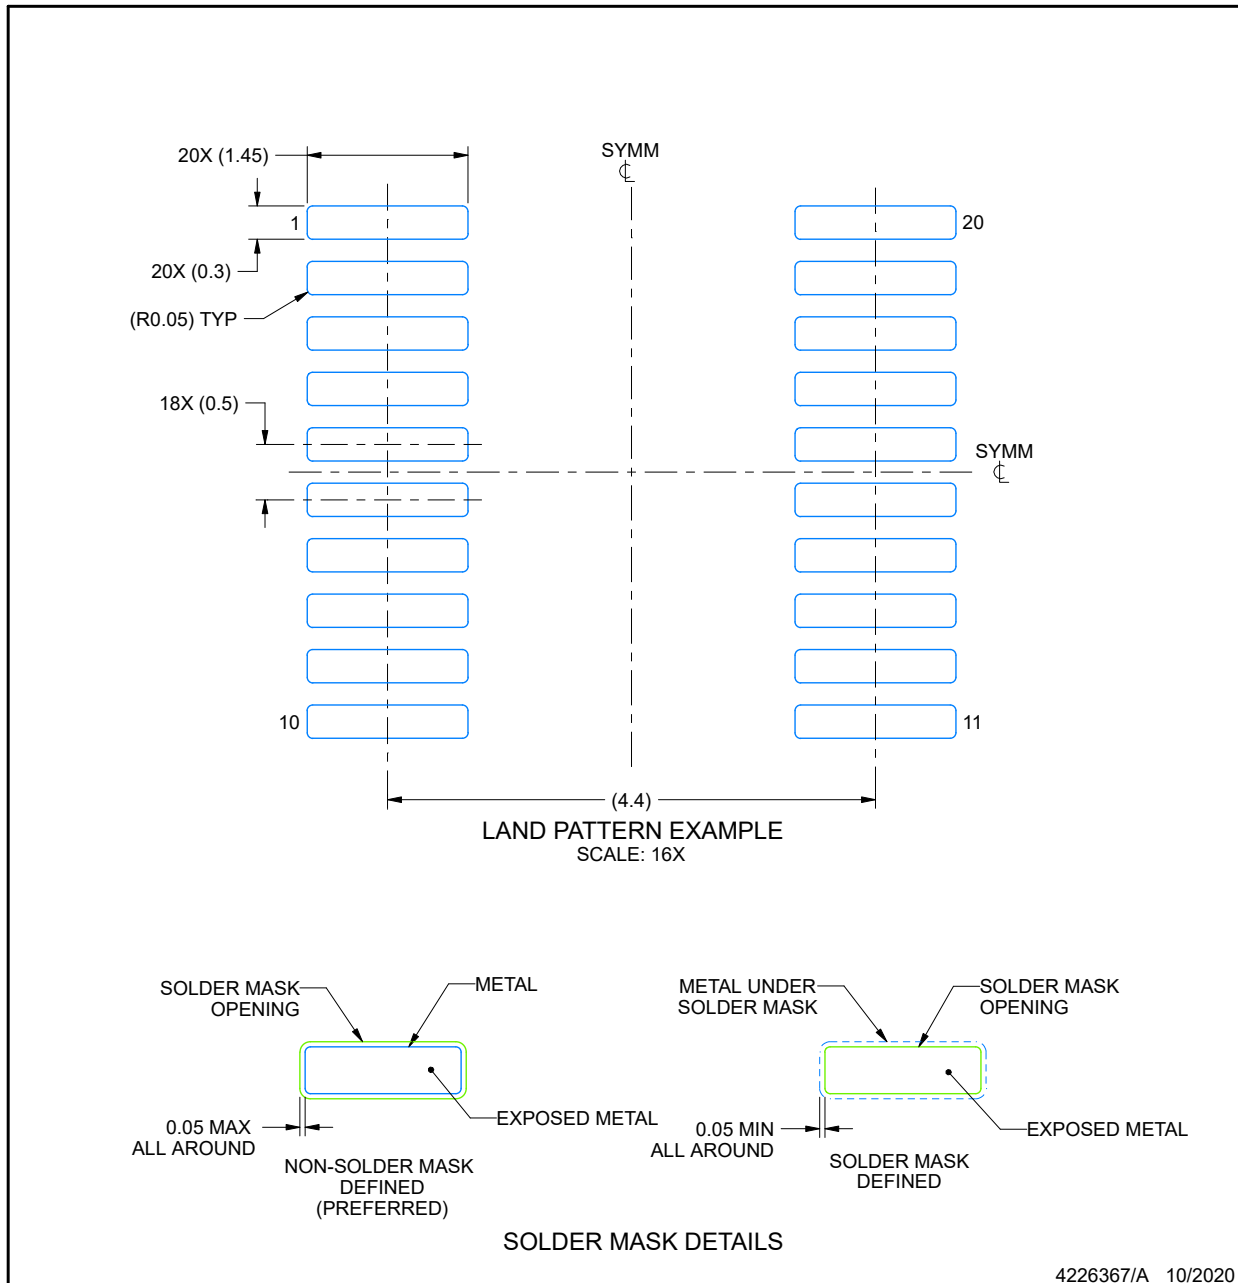 20X (1.45)
SYMM
℄
1
20
20X (0.3)
(R0.05) TYP
18X (0.5)
SYMM
℄
10
11
(4.4)
LAND PATTERN EXAMPLE
SCALE: 16X
SOLDER MASK
OPENING
METAL
EXPOSED METAL
0.05 MAX
ALL AROUND
NON-SOLDER MASK
DEFINED
(PREFERRED)
METAL UNDER
SOLDER MASK
SOLDER MASK
OPENING
EXPOSED METAL
0.05 MIN
ALL AROUND
SOLDER MASK
DEFINED
SOLDER MASK DETAILS
4226367/A 10/2020